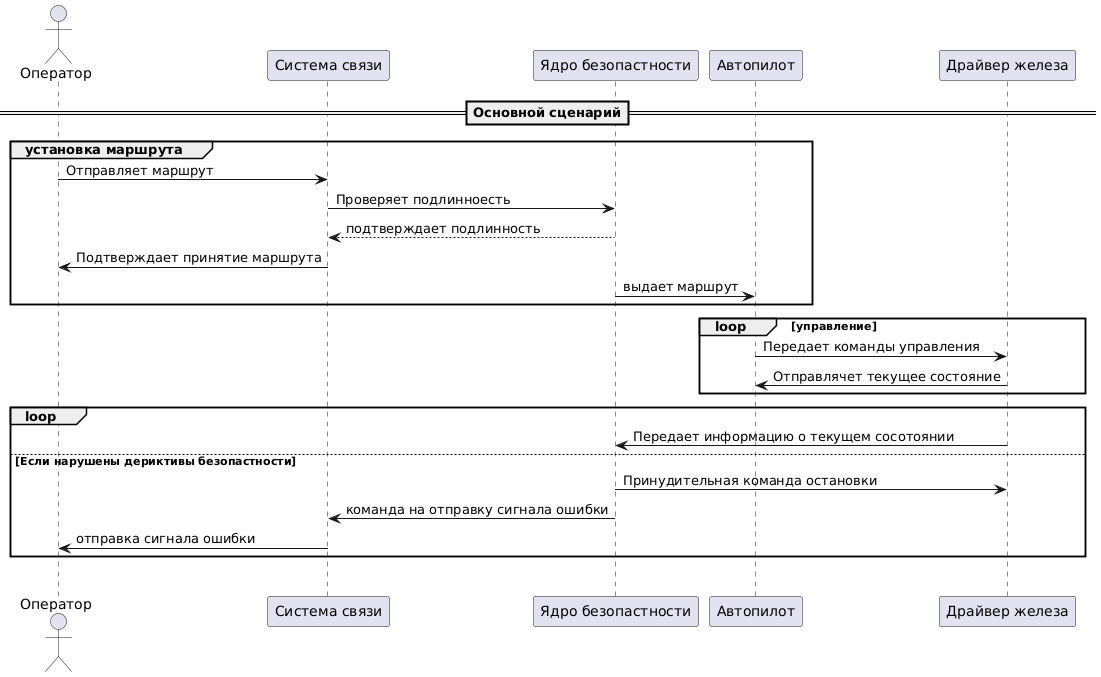 Оператор
Система связи
Ядро безопастности
Автопилот
Драйвер железа
Основной сценарий
установка маршрута
Отправляет маршрут
Проверяет подлинноесть
подтверждает подлинность
Подтверждает принятие маршрута
выдает маршрут
loop [управление]
Передает команды управления
Отправлячет текущее состояние
loop
Передает информацию о текущем сосотоянии
[Если нарушены дериктивы безопастности]
Принудительная команда остановки
команда на отправку сигнала ошибки
отправка сигнала ошибки
Оператор
Система связи
Ядро безопастности
Автопилот
Драйвер железа